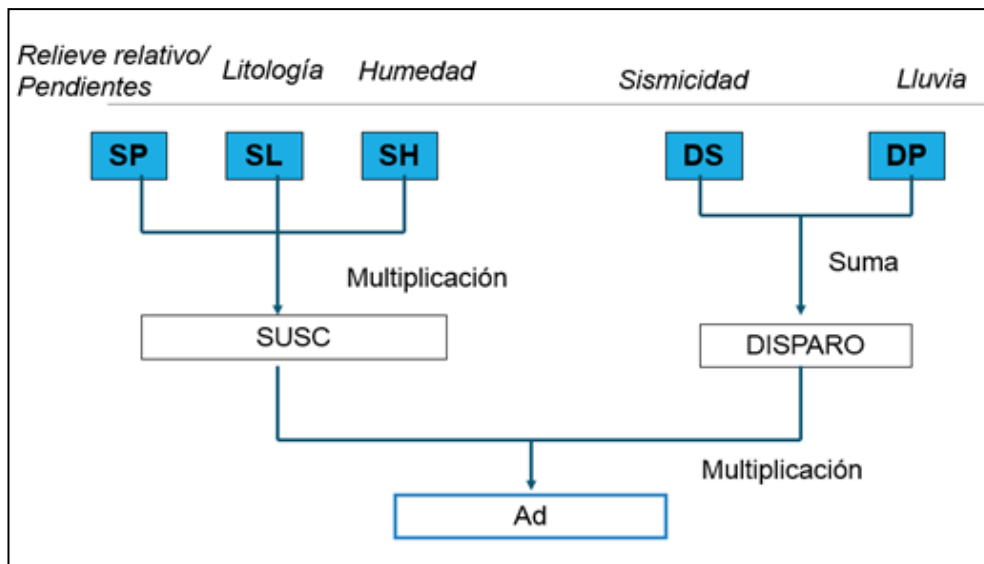 Relieve relativo/
Pendientes
Litología
Humedad
Sismicidad
Lluvia
SP
SL
SH
DS
DP
Multiplicación
Suma
SUSC
DISPARO
Multiplicación
Ad